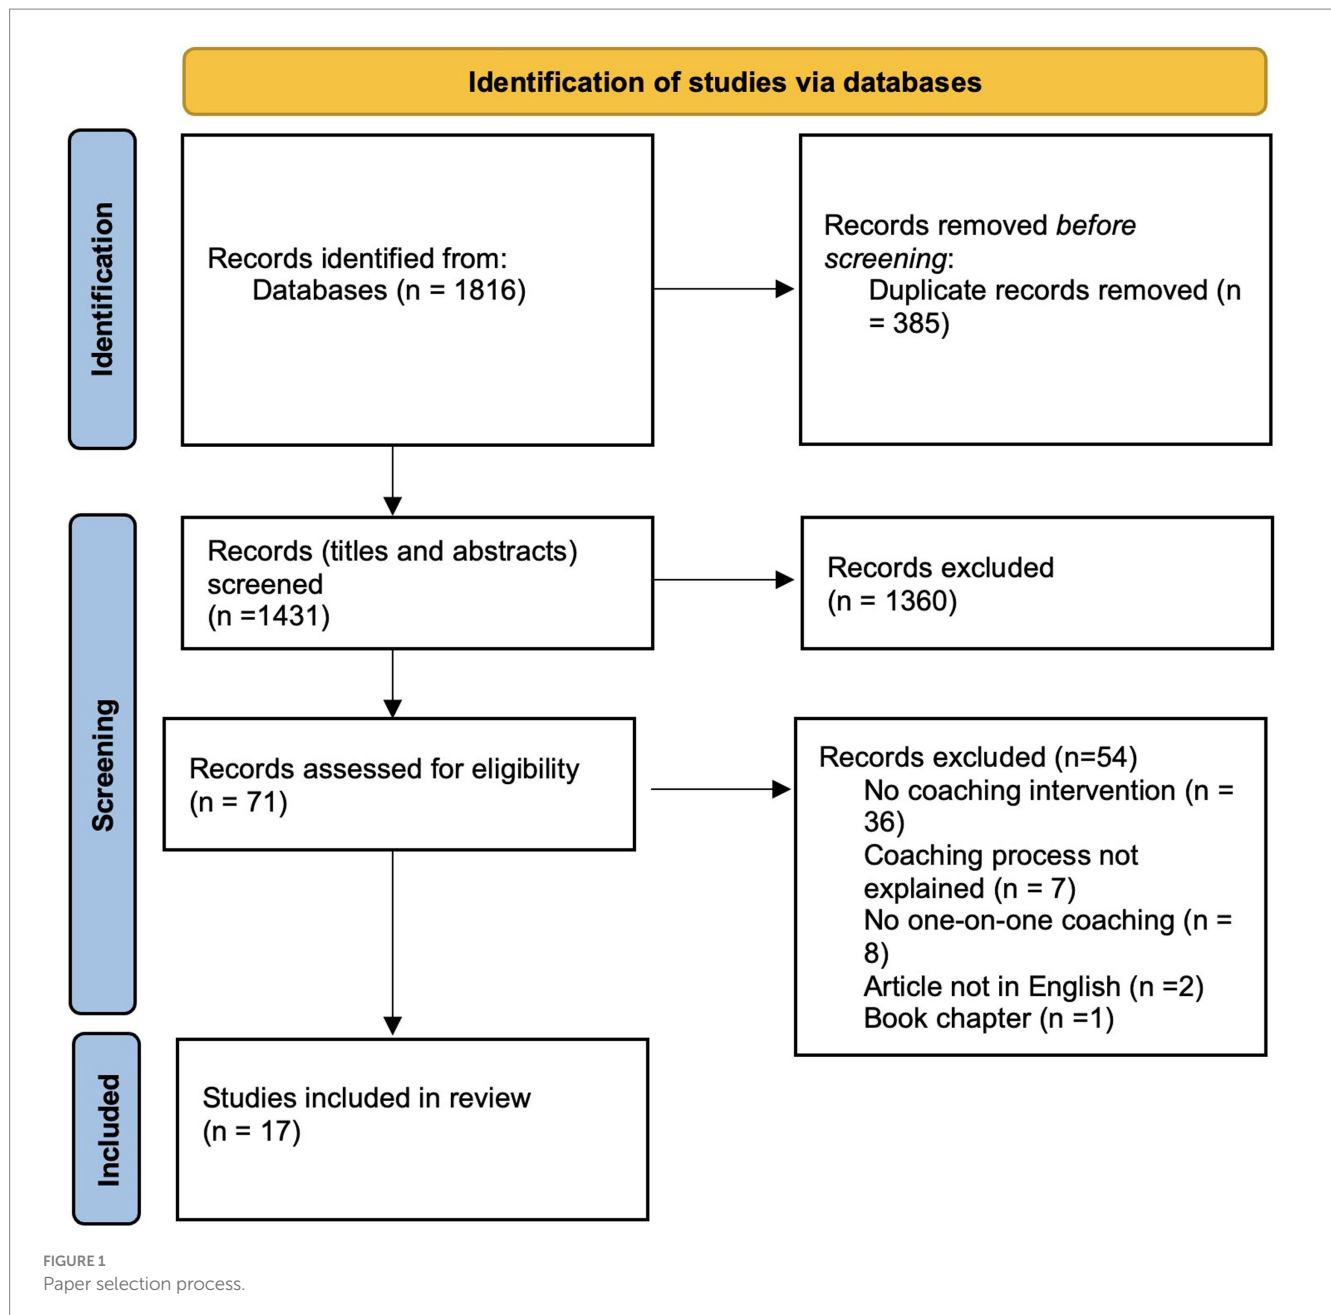 Identification of studies via databases
Identification
Records identified from:
Databases (n = 1816)
Records removed before
screening:
Duplicate records removed (n
= 385)
Screening
Records (titles and abstracts)
screened
(n =1431)
Records excluded
(n = 1360)
Records assessed for eligibility
(n = 71)
Records excluded (n=54)
No coaching intervention (n =
36)
Coaching process not
explained (n = 7)
No one-on-one coaching (n =
8)
Article not in English (n =2)
Book chapter (n =1)
Included
Studies included in review
(n = 17)
FIGURE 1
Paper selection process.